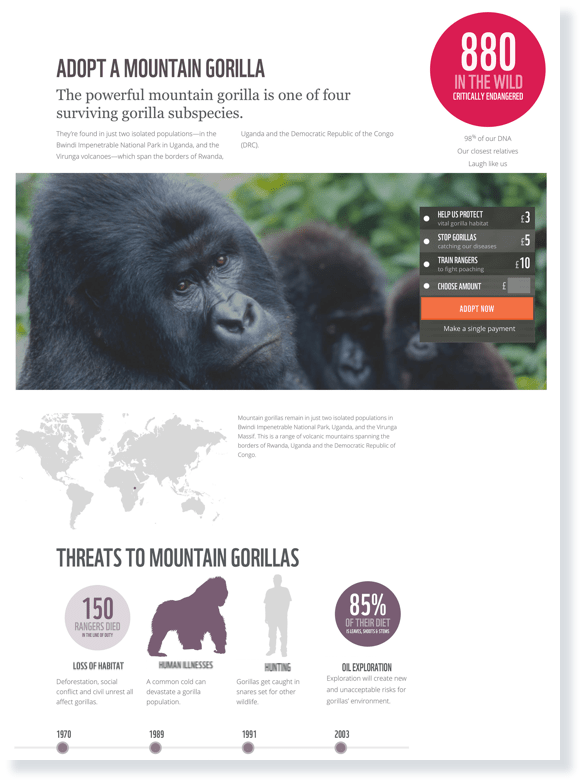 880
IN THE WILD
CRITICALLY ENDANGERED
ADOPT A MOUNTAIN GORILLA
The powerful mountain gorilla is one of four
surviving gorilla subspecies.
They're found in just two isolated populations—in the
Bwindi Impenetrable National Park in Uganda, and the
Virunga volcanoes—which span the borders of Rwanda,
Uganda and the Democratic Republic of the Congo
(DRC).
98% of our DNA
Our closest relatives
Laugh like us
HELP US PROTECT £3
vital gorilla habitat
STOP GORILLAS £5
catching our diseases
TRAIN RANGERS £10
to fight poaching
CHOOSE AMOUNT £
ADOPT NOW
Make a single payment
Mountain gorillas remain in just two isolated populations in
Bwindi Impenetrable National Park, Uganda, and the Virunga
Massif. This is a range of volcanic mountains spanning the
borders of Rwanda, Uganda and the Democratic Republic of
Congo.
THREATS TO MOUNTAIN GORILLAS
150
RANGERS DIED
IN THE LINE OF DUTY
85%
OF THEIR DIET
IS LEAVES, SHOOTS & STEMS
LOSS OF HABITAT
Deforestation, social
conflict and civil unrest all
affect gorillas.
HUMAN ILLNESSES
A common cold can
devastate a gorilla
population.
HUNTING
Gorillas get caught in
snares set for other
wildlife.
OIL EXPLORATION
Exploration will create new
and unacceptable risks for
gorillas' environment.
1970 1989 1991 2003